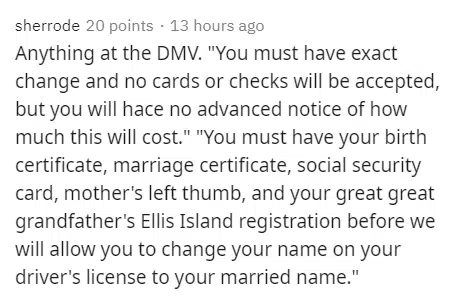 sherrode 20 points · 13 hours ago
Anything at the DMV. "You must have exact
change and no cards or checks will be accepted,
but you will hace no advanced notice of how
much this will cost." "You must have your birth
certificate, marriage certificate, social security
card, mother's left thumb, and your great great
grandfather's Ellis Island registration before we
will allow you to change your name on your
driver's license to your married name."